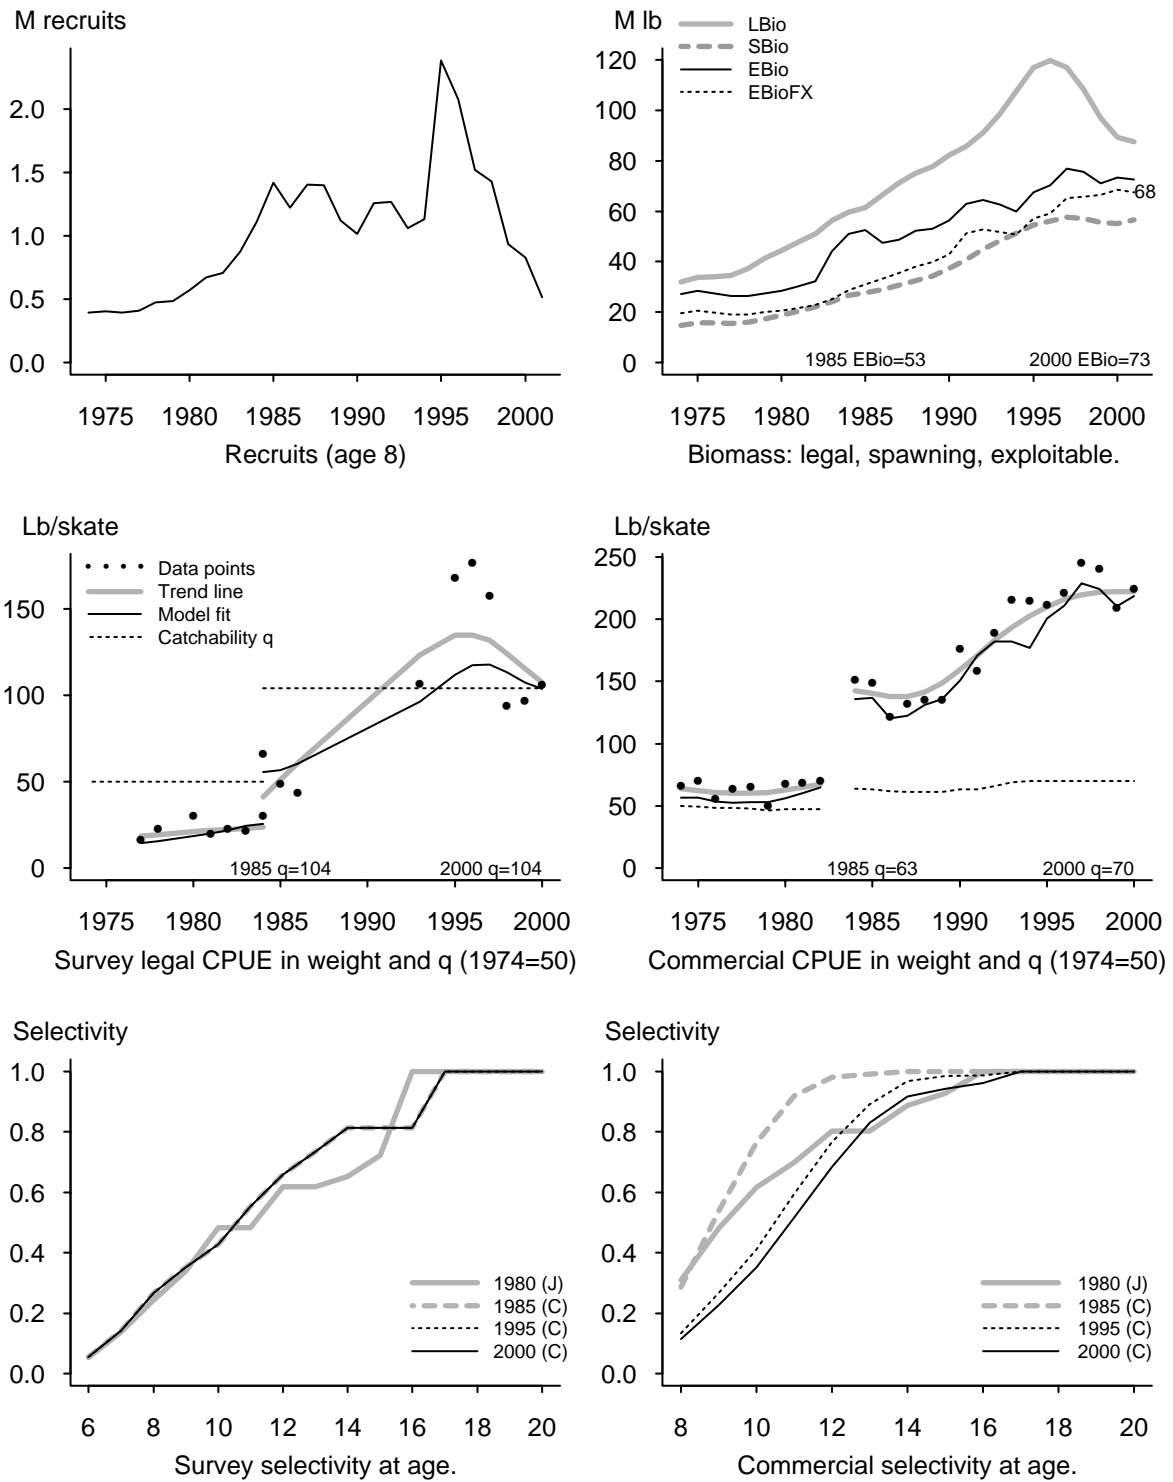 M recruits
2.0
1.5
1.0
0.5
0.0
1975 1980 1985 1990 1995 2000
Recruits (age 8)
M lb
LBio
SBio
EBio
EBioFX
120
100
80
60
40
20
0
68
1985 EBio=53 2000 EBio=73
1975 1980 1985 1990 1995 2000
Biomass: legal, spawning, exploitable.
Lb/skate
Data points
Trend line
Model fit
Catchability q
150
100
50
0
1985 q=104 2000 q=104
1975 1980 1985 1990 1995 2000
Survey legal CPUE in weight and q (1974=50)
Lb/skate
250
200
150
100
50
0
1985 q=63 2000 q=70
1975 1980 1985 1990 1995 2000
Commercial CPUE in weight and q (1974=50)
Selectivity
1.0
0.8
0.6
0.4
0.2
0.0
1980 (J)
1985 (C)
1995 (C)
2000 (C)
6 8 10 12 14 16 18 20
Survey selectivity at age.
Selectivity
1.0
0.8
0.6
0.4
0.2
0.0
1980 (J)
1985 (C)
1995 (C)
2000 (C)
8 10 12 14 16 18 20
Commercial selectivity at age.